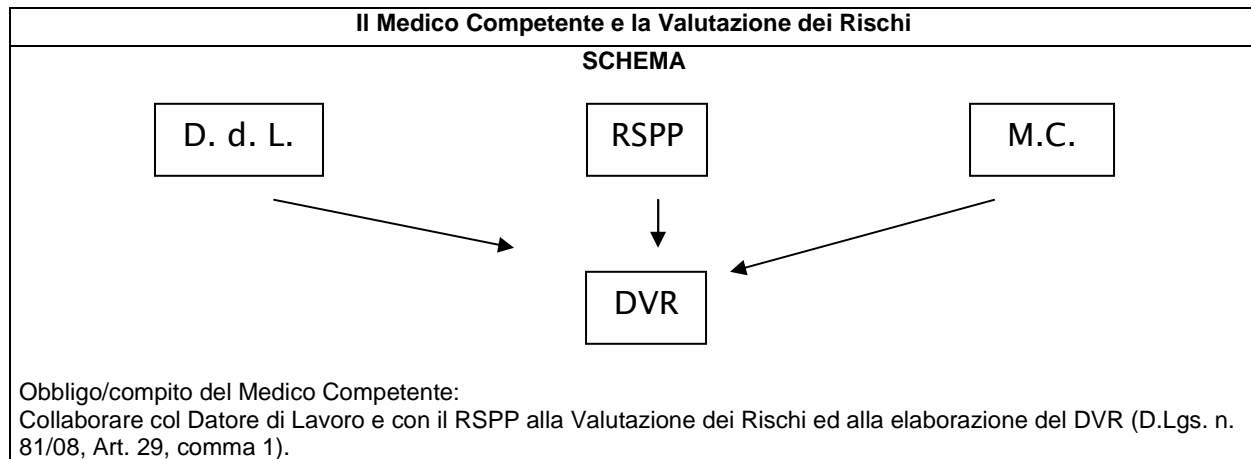 Il Medico Competente e la Valutazione dei Rischi
SCHEMA
D. d. L.
RSPP
M.C.
DVR
Obbligo/compito del Medico Competente:
Collaborare col Datore di Lavoro e con il RSPP alla Valutazione dei Rischi ed alla elaborazione del DVR (D.Lgs. n.
81/08, Art. 29, comma 1).